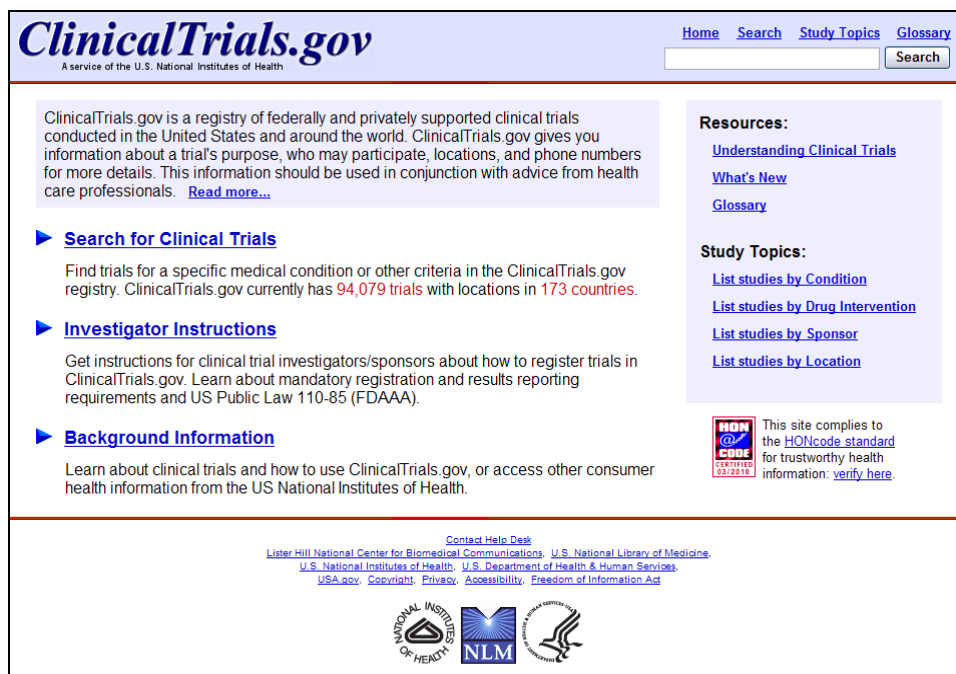 ClinicalTrials.gov
A service of the U.S. National Institutes of Health
Home Search Study Topics Glossary
Search
ClinicalTrials.gov is a registry of federally and privately supported clinical trials
conducted in the United States and around the world. ClinicalTrials.gov gives you
information about a trial's purpose, who may participate, locations, and phone numbers
for more details. This information should be used in conjunction with advice from health
care professionals. Read more...
Search for Clinical Trials
Find trials for a specific medical condition or other criteria in the ClinicalTrials.gov
registry. ClinicalTrials.gov currently has 94,079 trials with locations in 173 countries.
Investigator Instructions
Get instructions for clinical trial investigators/sponsors about how to register trials in
ClinicalTrials.gov. Learn about mandatory registration and results reporting
requirements and US Public Law 110-85 (FDAAA).
Background Information
Learn about clinical trials and how to use ClinicalTrials.gov, or access other consumer
health information from the US National Institutes of Health.
Resources:
Understanding Clinical Trials
What's New
Glossary
Study Topics:
List studies by Condition
List studies by Drug Intervention
List studies by Sponsor
List studies by Location
HON
@
CODE
CERTIFIED
03/2010
This site complies to
the HONcode standard
for trustworthy health
information: verify here.
Contact Help Desk
Lister Hill National Center for Biomedical Communications, U.S. National Library of Medicine,
U.S. National Institutes of Health, U.S. Department of Health & Human Services,
USA.gov, Copyright, Privacy, Accessibility, Freedom of Information Act
NATIONAL INSTITUTES OF HEALTH
NLM
DEPARTMENT OF HEALTH & HUMAN SERVICES·USA